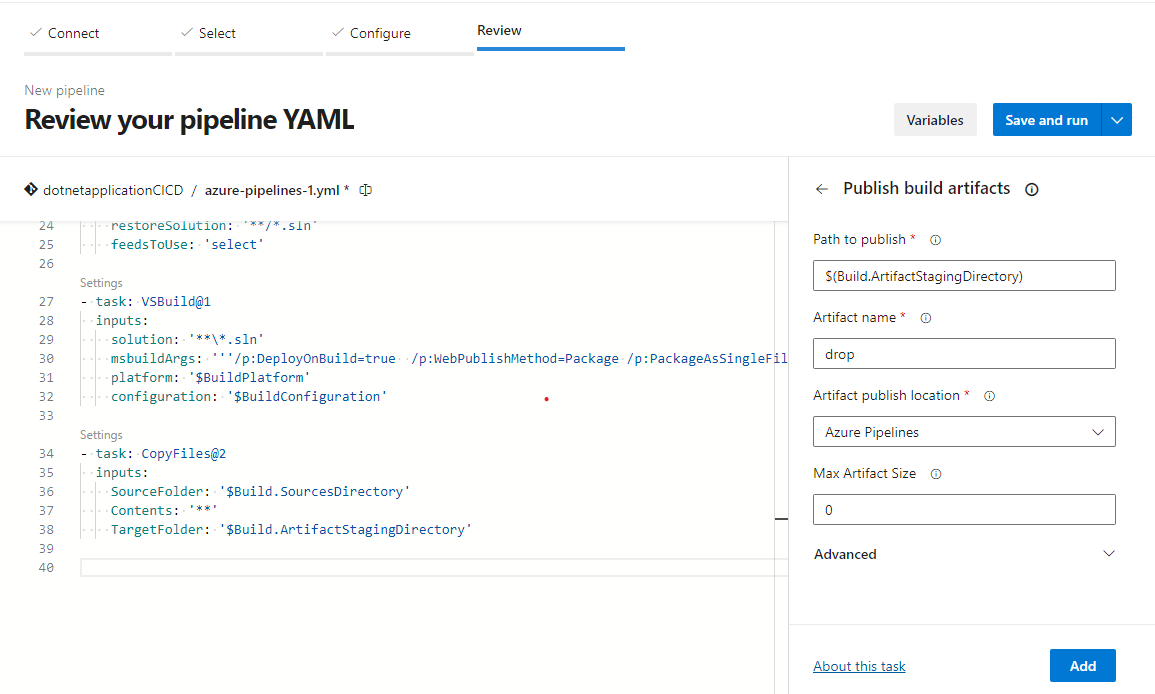 Connect
Select
Configure
Review
New pipeline
Review your pipeline YAML
Variables
Save and run
dotnetapplicationCICD / azure-pipelines-1.yml *
24 restoreSolution: '**/*.sln'
25 feedsToUse: 'select'
26
Settings
27 - task: VSBuild@1
28 inputs:
29 solution: '**\*.sln'
30 msbuildArgs: '''/p:DeployOnBuild=true /p:WebPublishMethod=Package /p:PackageAsSingleFil
31 platform: '$BuildPlatform'
32 configuration: '$BuildConfiguration'
33
Settings
34 - task: CopyFiles@2
35 inputs:
36 SourceFolder: '$Build.SourcesDirectory'
37 Contents: '**'
38 TargetFolder: '$Build.ArtifactStagingDirectory'
39
40
Publish build artifacts
Path to publish *
$(Build.ArtifactStagingDirectory)
Artifact name *
drop
Artifact publish location *
Azure Pipelines
Max Artifact Size
0
Advanced
About this task
Add